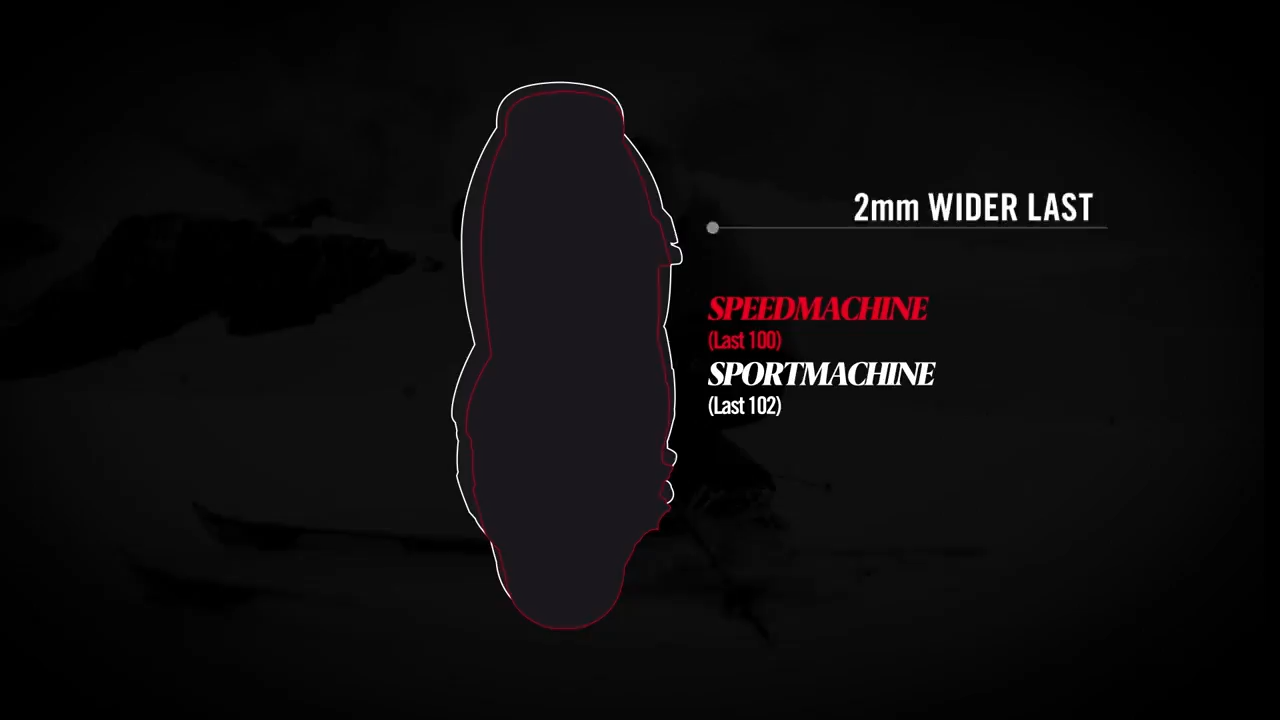 2mm WIDER LAST
SPEEDMACHINE
(Last 100)
SPORTMACHINE
(Last 102)